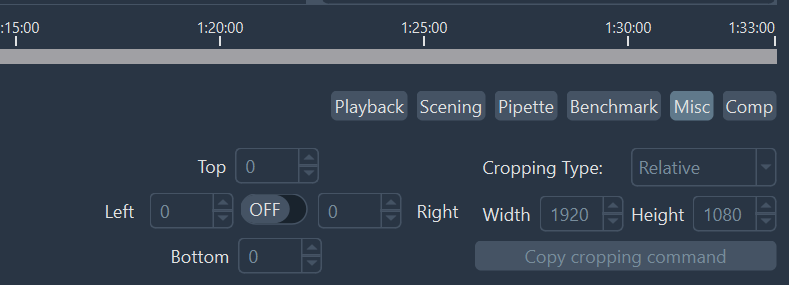 :15:00 1:20:00 1:25:00 1:30:00 1:33:00
Playback Scening Pipette Benchmark Misc Comp
Top 0 Cropping Type: Relative
Left 0 OFF 0 Right Width 1920 Height 1080
Bottom 0 Copy cropping command